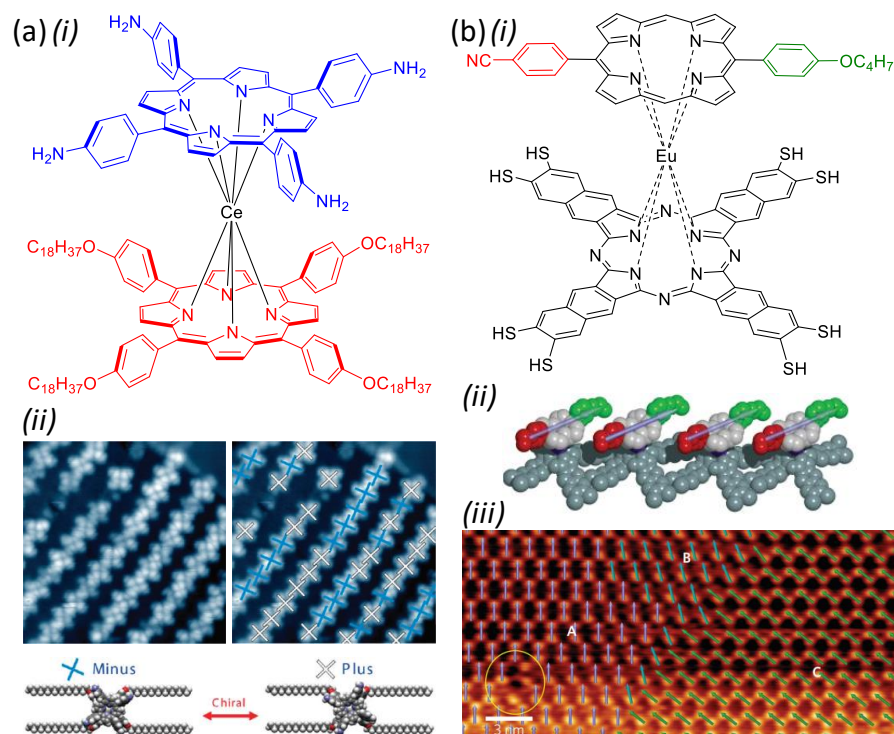 (a) (i)
H₂N
NH₂
H₂N
NH₂
N
N
N
N
Ce
C₁₈H₃₇O
OC₁₈H₃₇
N
N
N
N
C₁₈H₃₇O
OC₁₈H₃₇
(ii)
Minus
Plus
Chiral
(b) (i)
NC
OC₄H₇
N
N
N
N
Eu
HS
SH
HS
SH
N
N
N
N
N
N
N
N
HS
SH
HS
SH
(ii)
(iii)
B
A
C
3 nm